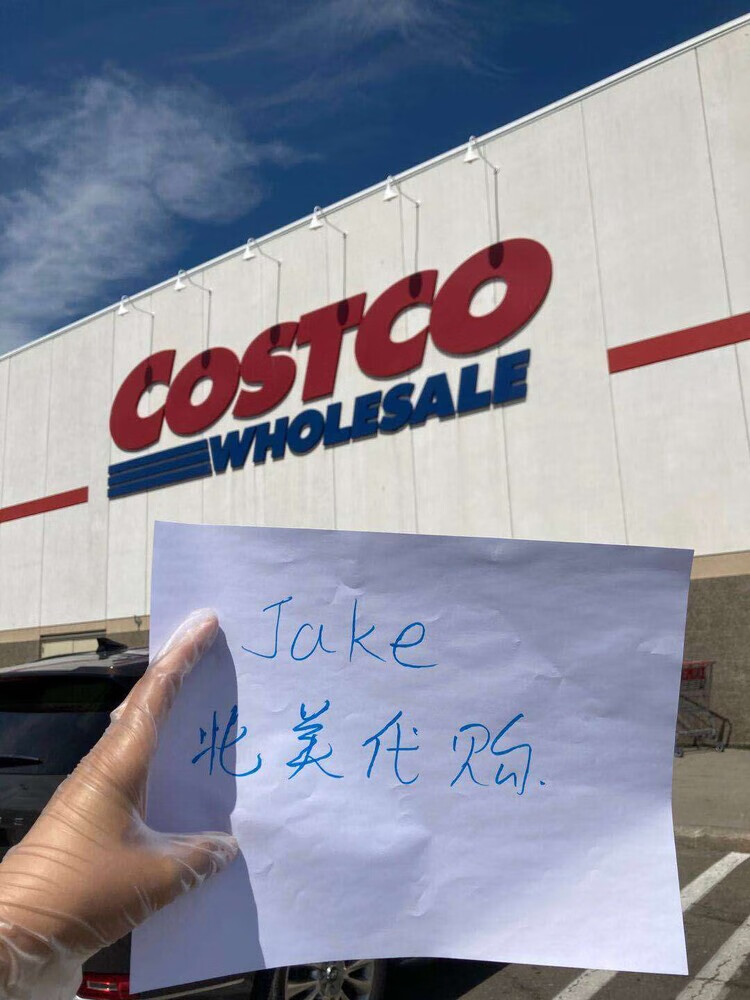 COSTCO
WHOLESALE
Jake
北美代购.